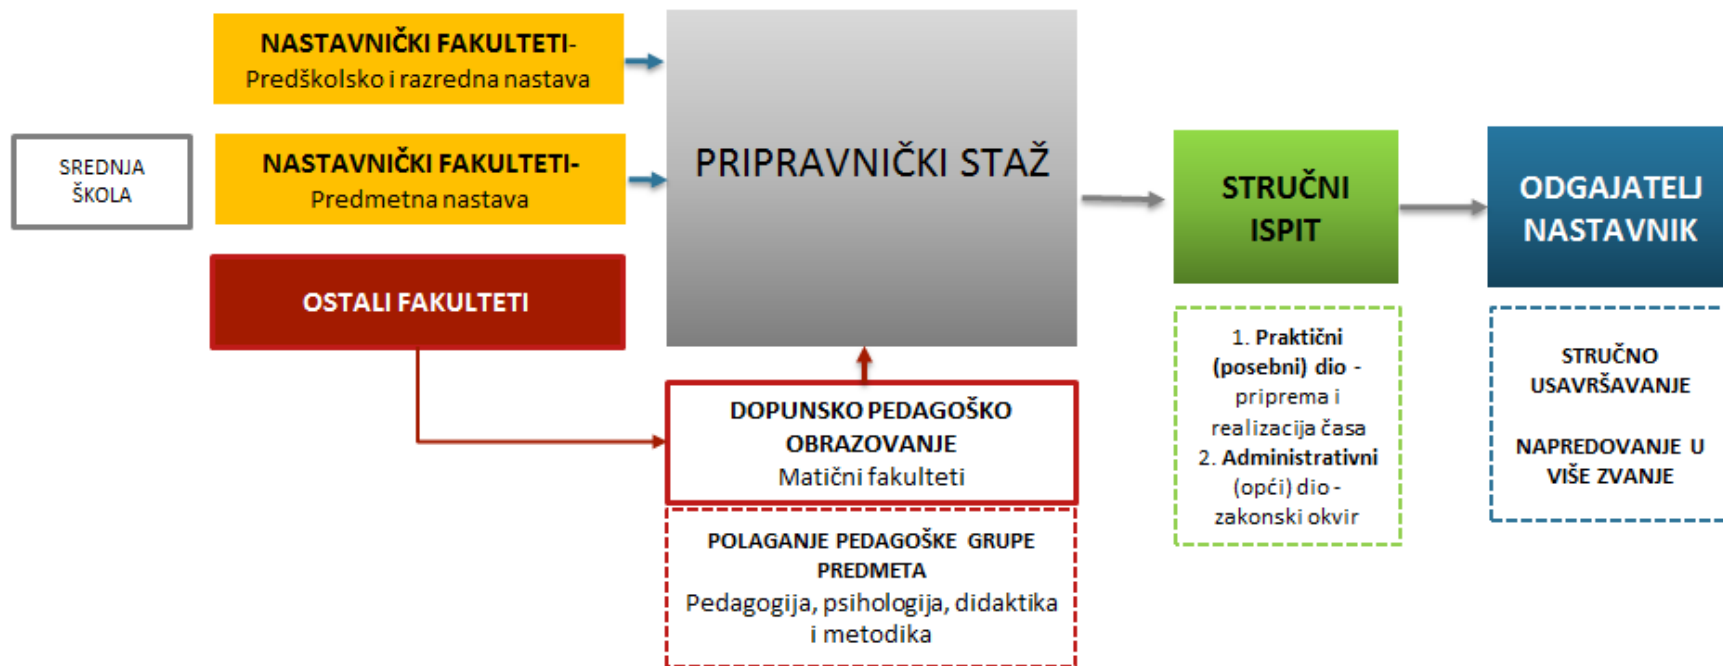 SREDNJA
ŠKOLA
NASTAVNIČKI FAKULTETI-
Predškolsko i razredna nastava
NASTAVNIČKI FAKULTETI-
Predmetna nastava
OSTALI FAKULTETI
PRIPRAVNIČKI STAŽ
DOPUNSKO PEDAGOŠKO
OBRAZOVANJE
Matični fakulteti
POLAGANJE PEDAGOŠKE GRUPE
PREDMETA
Pedagogija, psihologija, didaktika
i metodika
STRUČNI
ISPIT
1. Praktični
(posebni) dio -
priprema i
realizacija časa
2. Administrativni
(opći) dio -
zakonski okvir
ODGAJATELJ
NASTAVNIK
STRUČNO
USAVRŠAVANJE
NAPREDOVANJE U
VIŠE ZVANJE